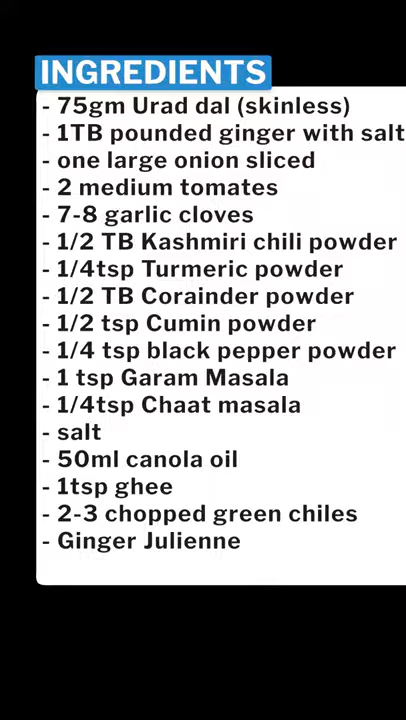 INGREDIENTS
- 75gm Urad dal (skinless)
- 1TB pounded ginger with salt
- one large onion sliced
- 2 medium tomates
- 7-8 garlic cloves
- 1/2 TB Kashmiri chili powder
- 1/4tsp Turmeric powder
- 1/2 TB Corainder powder
- 1/2 tsp Cumin powder
- 1/4 tsp black pepper powder
- 1 tsp Garam Masala
- 1/4tsp Chaat masala
- salt
- 50ml canola oil
- 1tsp ghee
- 2-3 chopped green chiles
- Ginger Julienne